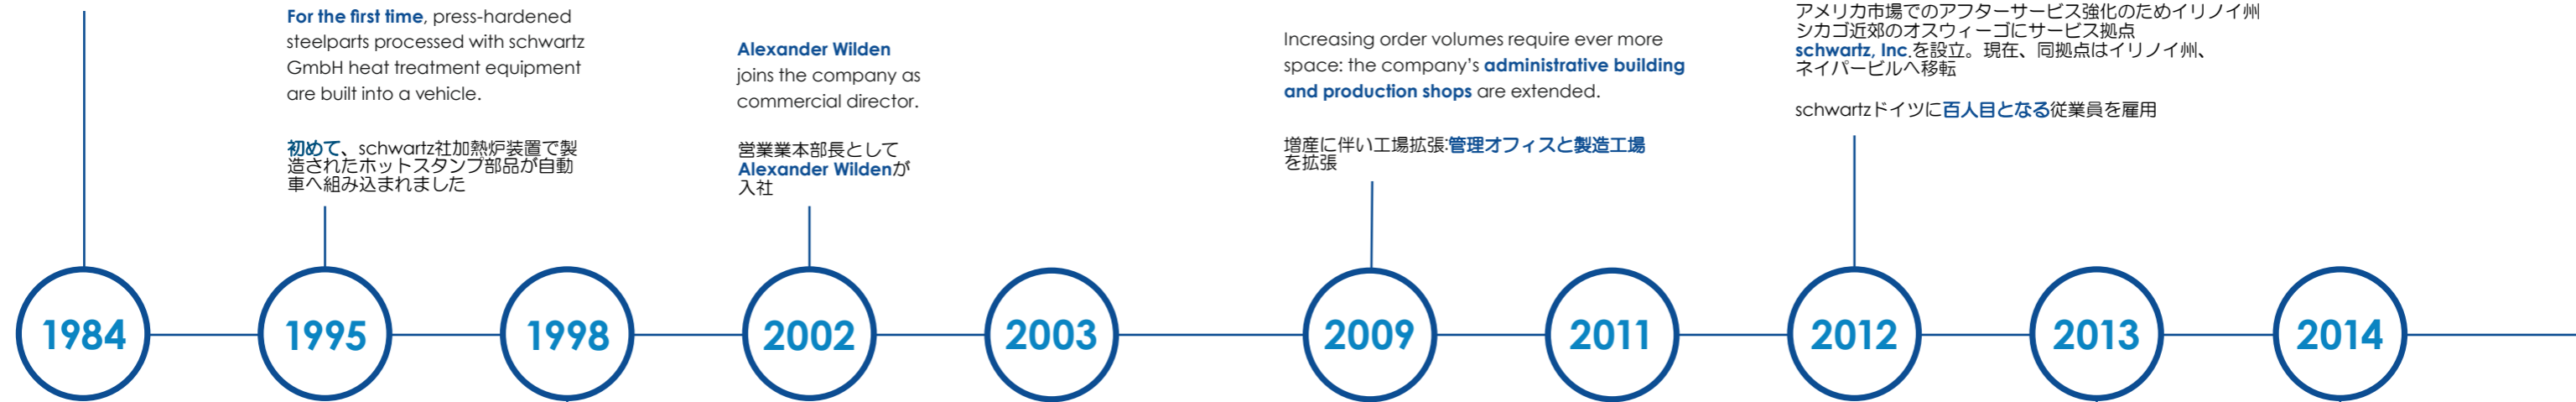 For the first time, press-hardened
steelparts processed with schwartz
GmbH heat treatment equipment
are built into a vehicle.
初めて、schwartz社加熱炉装置で製
造されたホットスタンプ部品が自動
車へ組み込まれました
Alexander Wilden
joins the company as
commercial director.
営業業本部長として
Alexander Wildenが
入社
Increasing order volumes require ever more
space: the company's administrative building
and production shops are extended.
増産に伴い工場拡張:管理オフィスと製造工場
を拡張
アメリカ市場でのアフターサービス強化のためイリノイ州
シカゴ近郊のオスウィーゴにサービス拠点
schwartz, Inc.を設立。現在、同拠点はイリノイ州、
ネイパービルへ移転
schwartzドイツに百人目となる従業員を雇用
1984
1995
1998
2002
2003
2009
2011
2012
2013
2014